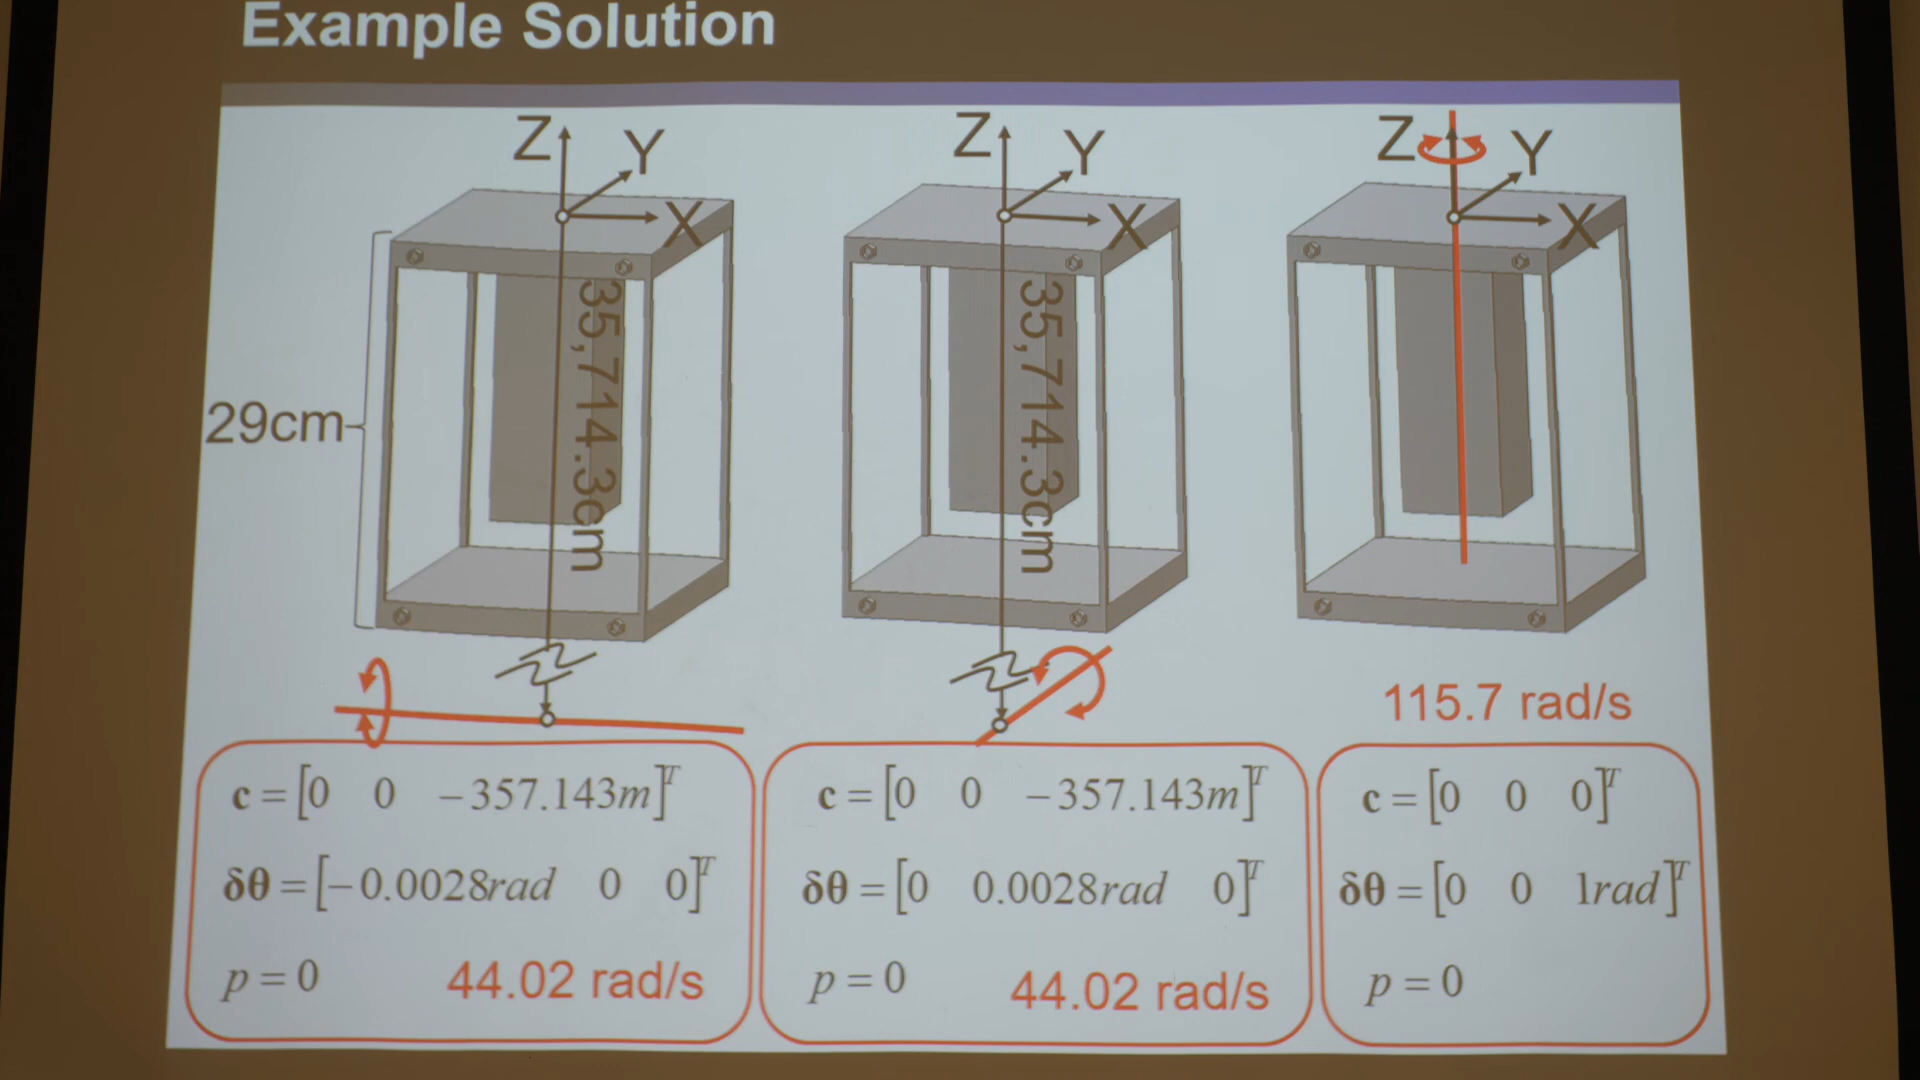 Example Solution
Z Y X
Z Y X
Z Y X
29cm
35,714.3cm
35,714.3cm
115.7 rad/s
c = [0 0 −357.143m]ᵀ
δθ = [−0.0028rad 0 0]ᵀ
p = 0 44.02 rad/s
c = [0 0 −357.143m]ᵀ
δθ = [0 0.0028rad 0]ᵀ
p = 0 44.02 rad/s
c = [0 0 0]ᵀ
δθ = [0 0 1rad]ᵀ
p = 0